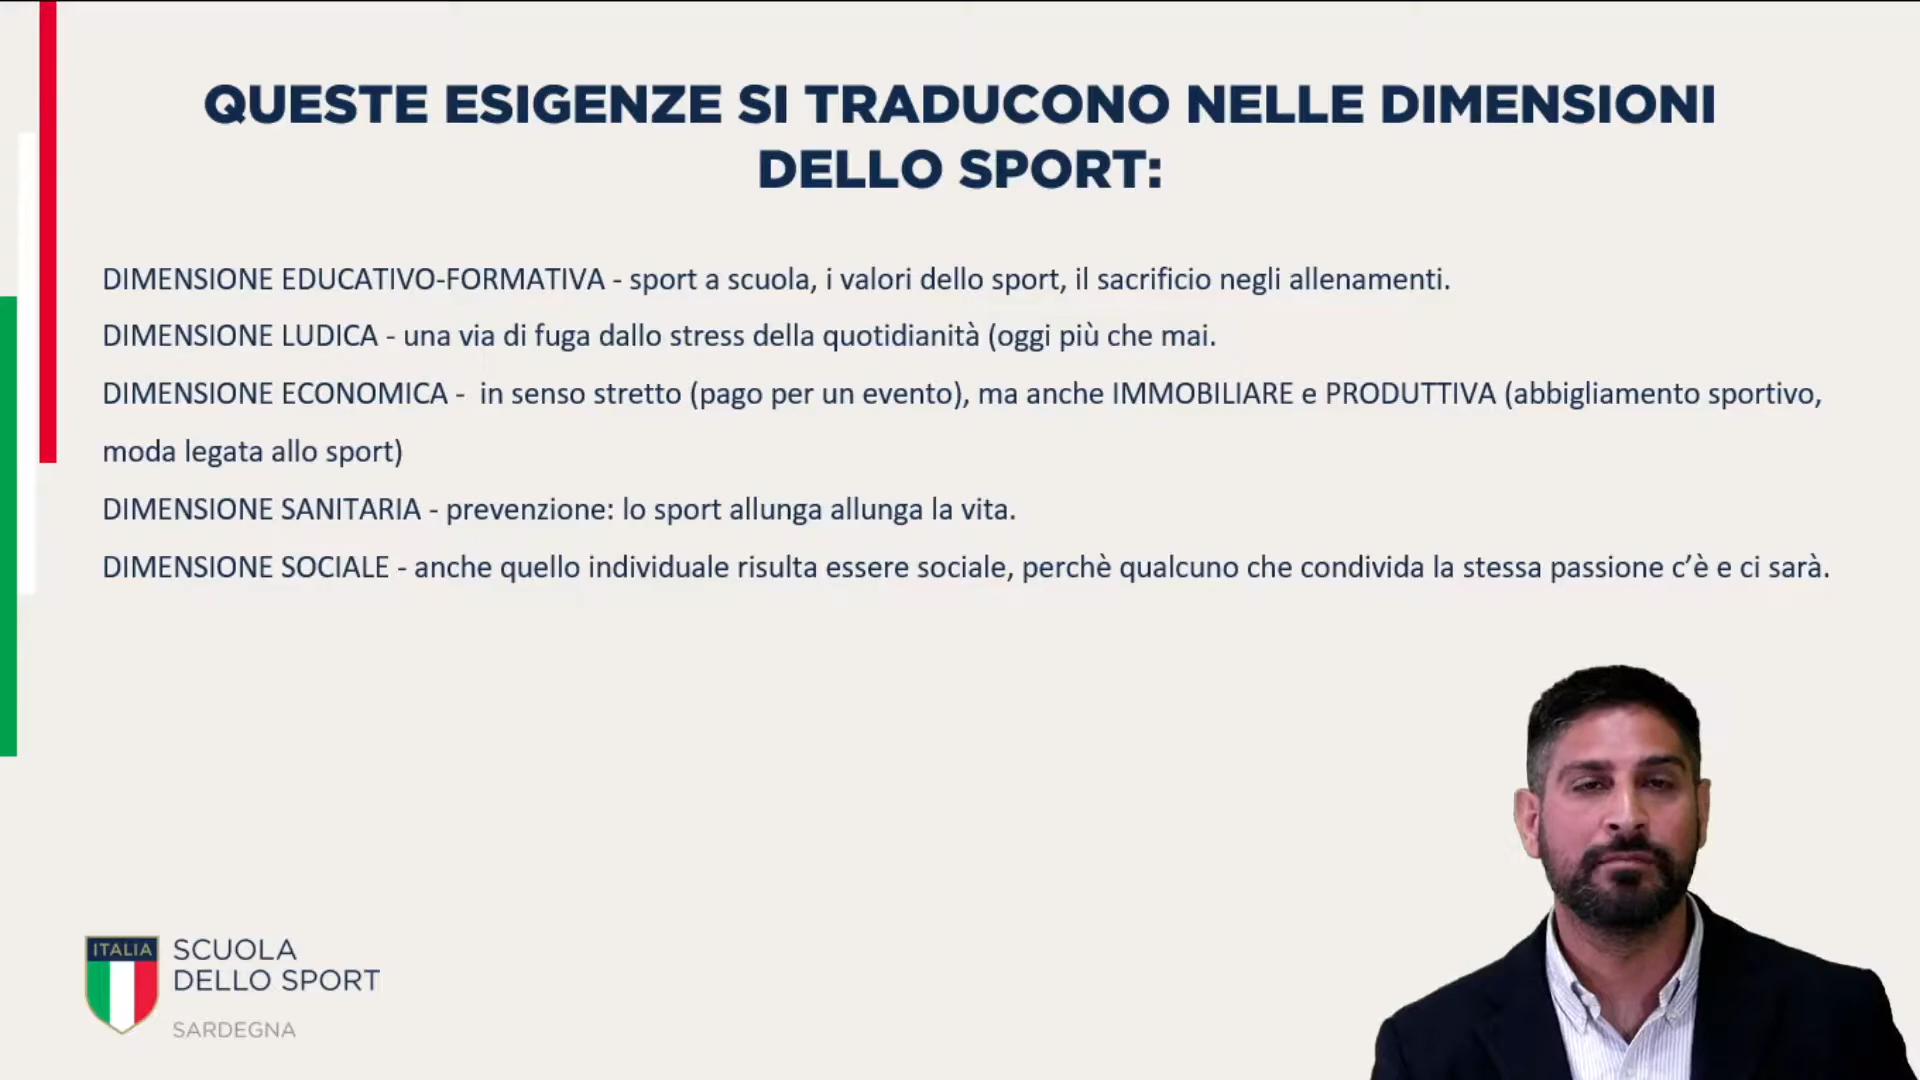 QUESTE ESIGENZE SI TRADUCONO NELLE DIMENSIONI
DELLO SPORT:
DIMENSIONE EDUCATIVO-FORMATIVA - sport a scuola, i valori dello sport, il sacrificio negli allenamenti.
DIMENSIONE LUDICA - una via di fuga dallo stress della quotidianità (oggi più che mai.
DIMENSIONE ECONOMICA -  in senso stretto (pago per un evento), ma anche IMMOBILIARE e PRODUTTIVA (abbigliamento sportivo,
moda legata allo sport)
DIMENSIONE SANITARIA - prevenzione: lo sport allunga allunga la vita.
DIMENSIONE SOCIALE - anche quello individuale risulta essere sociale, perchè qualcuno che condivida la stessa passione c’è e ci sarà.
ITALIA
SCUOLA
DELLO SPORT
SARDEGNA